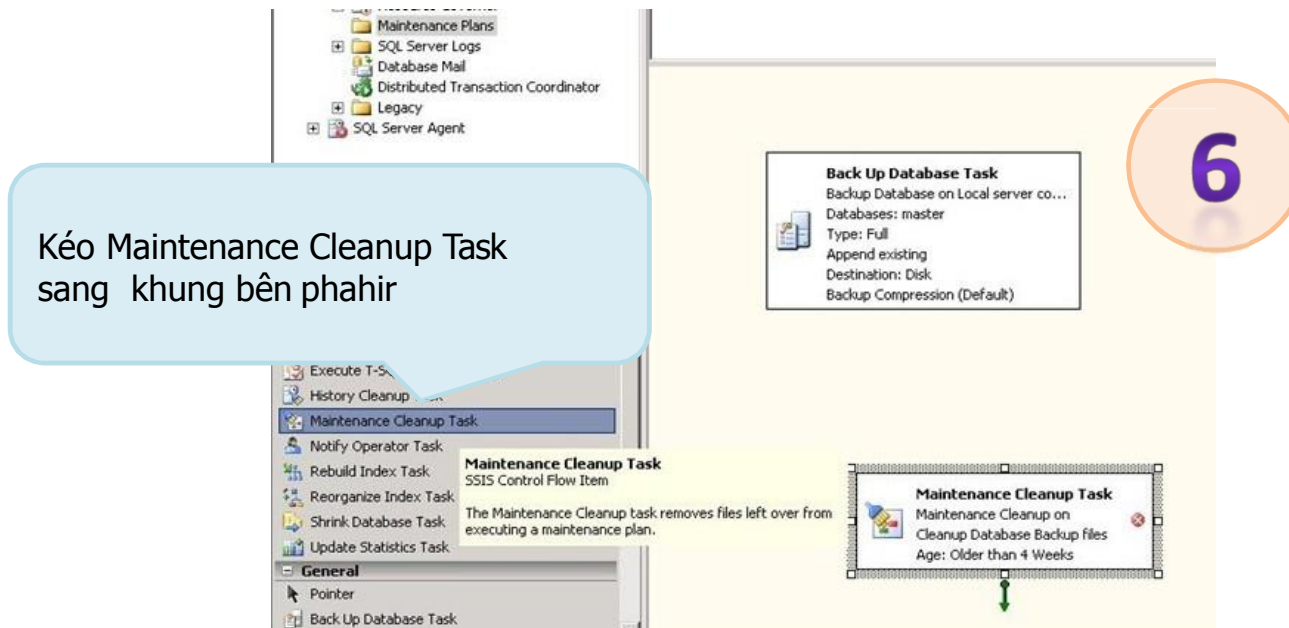 Maintenance Plans
SQL Server Logs
Database Mail
Distributed Transaction Coordinator
Legacy
SQL Server Agent
6
Back Up Database Task
Backup Database on Local server co...
Databases: master
Type: Full
Append existing
Destination: Disk
Backup Compression (Default)
Kéo Maintenance Cleanup Task
sang khung bên phahir
Execute T-S
History Cleanup
Maintenance Cleanup Task
Notify Operator Task
Rebuild Index Task
Reorganize Index Task
Shrink Database Task
Update Statistics Task
General
Pointer
Back Up Database Task
Maintenance Cleanup Task
SSIS Control Flow Item
The Maintenance Cleanup task removes files left over from
executing a maintenance plan.
Maintenance Cleanup Task
Maintenance Cleanup on
Cleanup Database Backup files
Age: Older than 4 Weeks